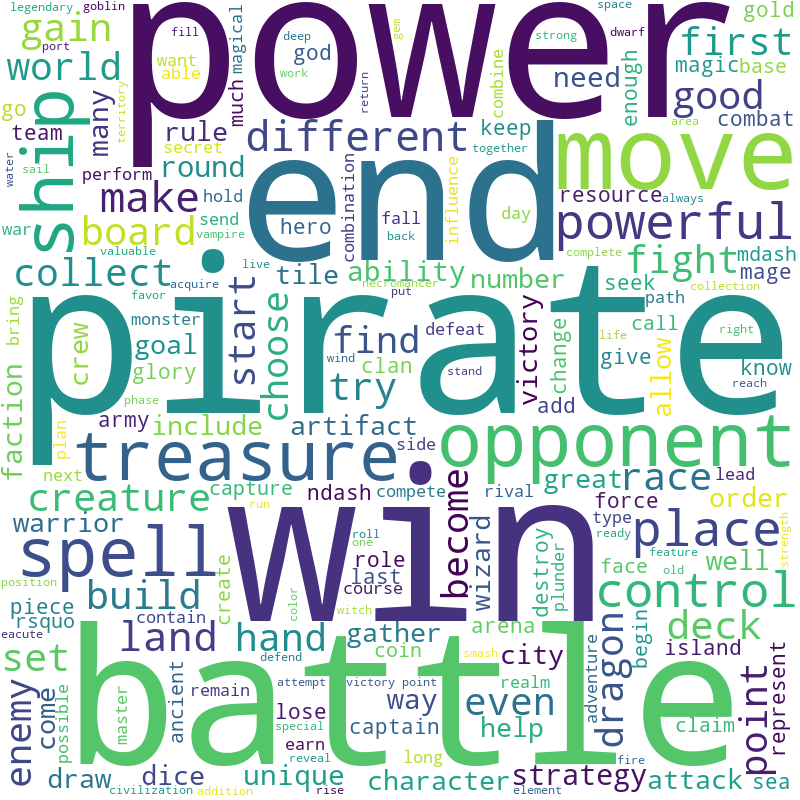 legendary
goblin
power
space
gold
gain
port
fill
deep
god
strong
dwarf
first
want
able
work
gem
world
magical
return
combine
need
magic
base
go
territory
much
enough
good
ship
many
team
secret
rule
different
keep
area
combat
move
water
sail
perform
round
end
together
make
hold
combination
influence
resource
always
war
board
send
vampire
hero
fall
back
day
powerful
valuable
live
complete
fight
mdash
collect
acquire
tile
ability
number
seek
mage
favor
start
necromancer
put
path
collection
bring
pirate
crew
monster
choose
find
defeat
change
call
allow
life
right
goal
wind
clan
stand
victory
give
know
faction
glory
try
reach
phase
army
include
artifact
add
plan
treasure
side
opponent
next
great
race
lead
creature
capture
ndash
compete
rival
force
order
run
win
become
type
warrior
roll
one
role
wizard
place
ready
strength
spell
last
destroy
feature
well
position
build
create
color
course
witch
plunder
face
old
control
piece
contain
rsquo
eacute
land
hand
gather
arena
deck
set
battle
coin
smash
city
dragon
begin
island
defend
realm
enemy
come
possible
master
ancient
remain
attempt
victory point
way
even
adventure
point
represent
lose
captain
special
help
claim
earn
reveal
long
fire
draw
dice
unique
character
strategy
attack
sea
civilization
addition
rise
element